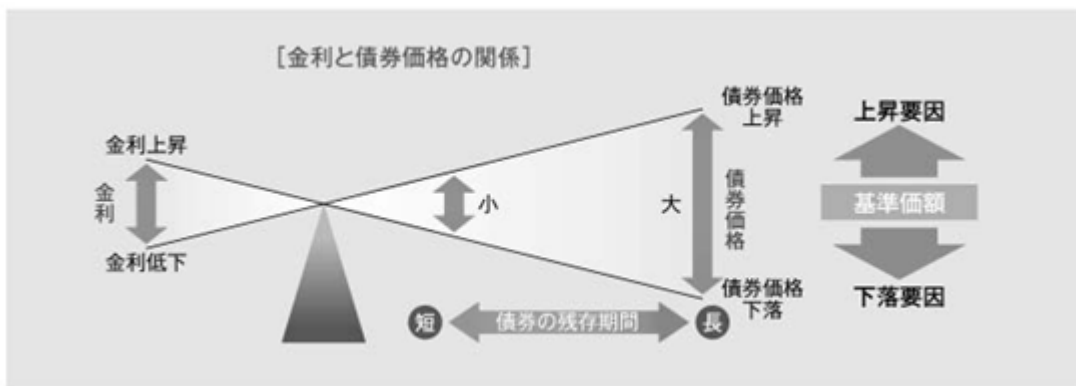 [金利と債券価格の関係]
金利上昇
金利
金利低下
小
大
債券価格
上昇
債券価格
債券価格
下落
短
債券の残存期間
長
上昇要因
基準価額
下落要因